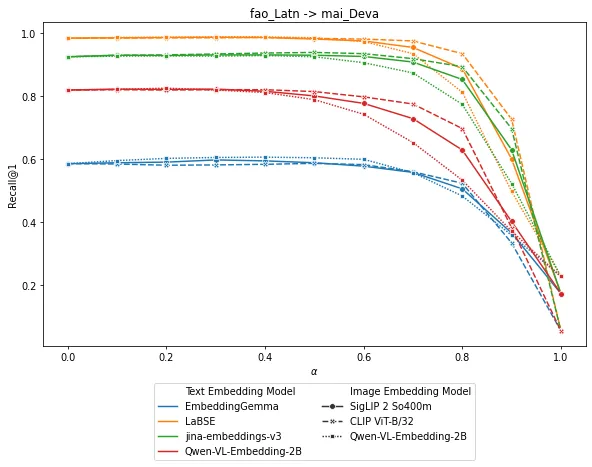 fao_Latn -> mai_Deva
Recall@1
1.0
0.8
0.6
0.4
0.2
0.0 0.2 0.4 0.6 0.8 1.0
α
Text Embedding Model Image Embedding Model
EmbeddingGemma SigLIP 2 So400m
LaBSE CLIP ViT-B/32
jina-embeddings-v3 Qwen-VL-Embedding-2B
Qwen-VL-Embedding-2B